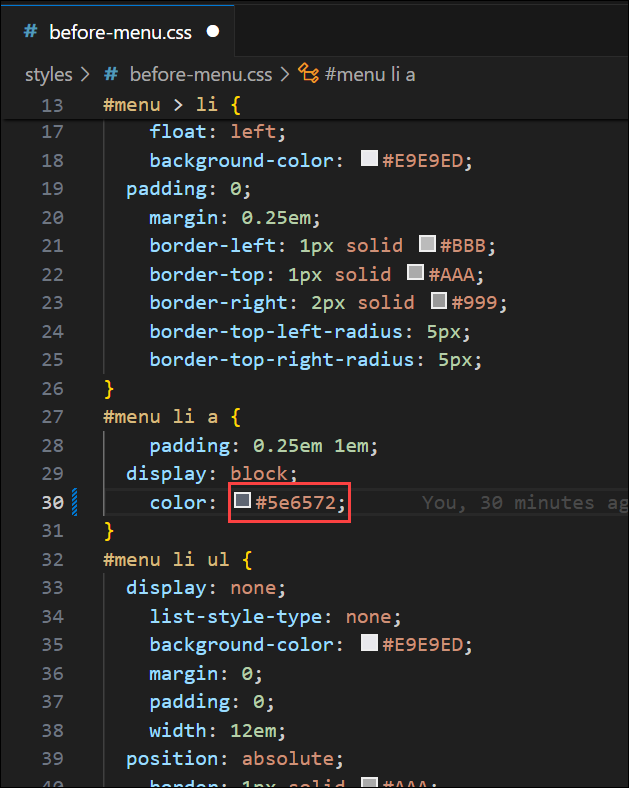 # before-menu.css ●
styles > # before-menu.css > #menu li a
13 #menu > li {
17 float: left;
18 background-color: #E9E9ED;
19 padding: 0;
20 margin: 0.25em;
21 border-left: 1px solid #BBB;
22 border-top: 1px solid #AAA;
23 border-right: 2px solid #999;
24 border-top-left-radius: 5px;
25 border-top-right-radius: 5px;
26 }
27 #menu li a {
28 padding: 0.25em 1em;
29 display: block;
30 color: #5e6572; You, 30 minutes ag
31 }
32 #menu li ul {
33 display: none;
34 list-style-type: none;
35 background-color: #E9E9ED;
36 margin: 0;
37 padding: 0;
38 width: 12em;
39 position: absolute;
40 border: 1px solid #AAA;